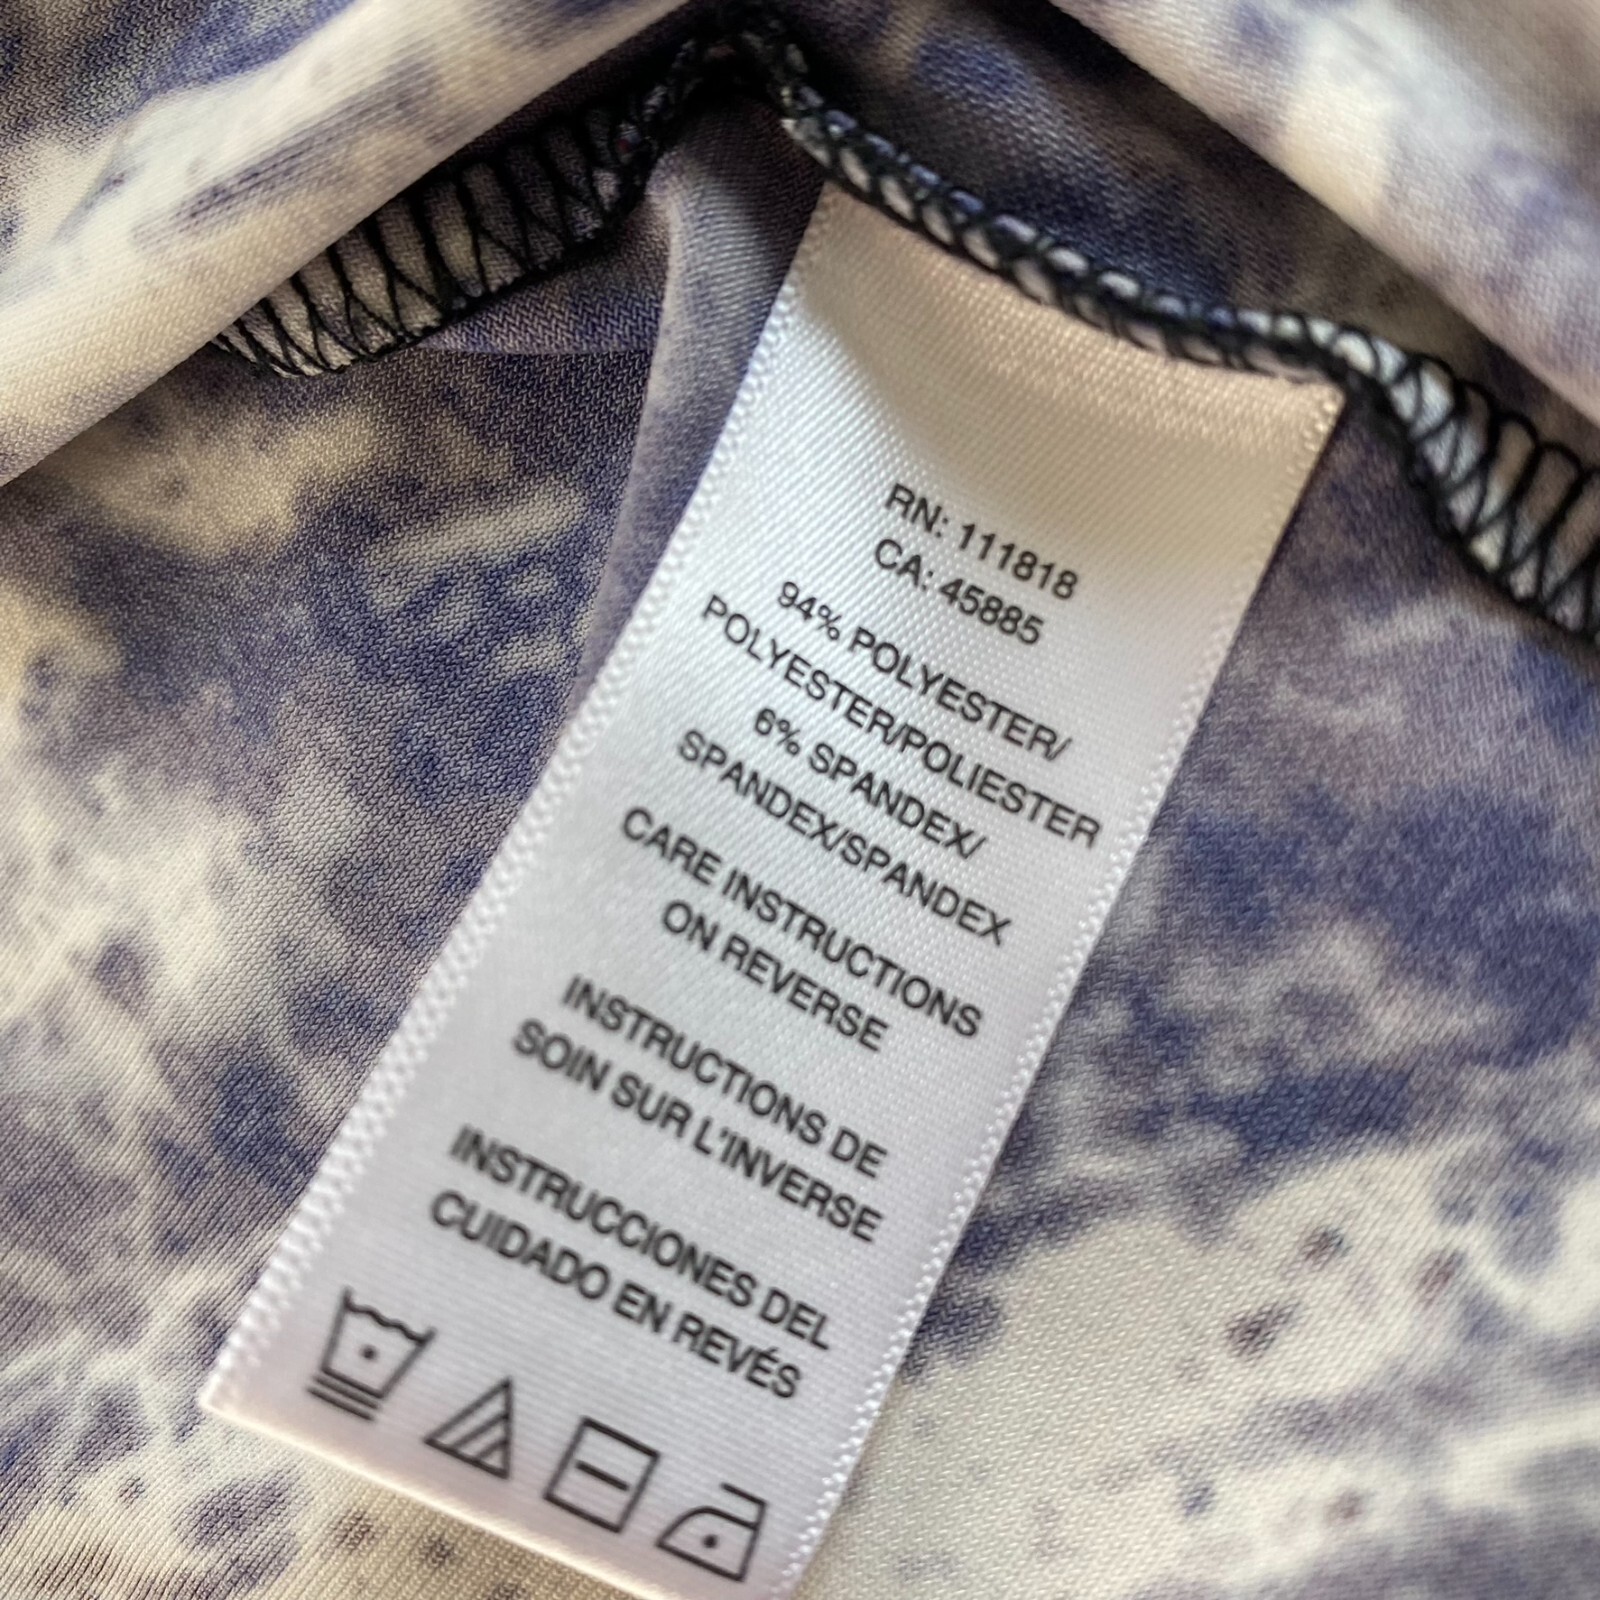 RN: 111818
CA: 45885
94% POLYESTER/
POLYESTER/POLIESTER
6% SPANDEX/
SPANDEX/SPANDEX
CARE INSTRUCTIONS
ON REVERSE
INSTRUCTIONS DE
SOIN SUR L'INVERSE
INSTRUCCIONES DEL
CUIDADO EN REVÉS